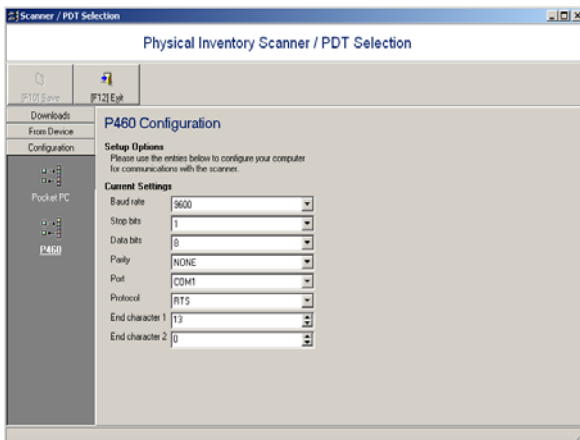 Scanner / PDT Selection
Physical Inventory Scanner / PDT Selection
[F10] Save
[F12] Exit
Downloads
From Device
Configuration
Pocket PC
P460
P460 Configuration
Setup Options
Please use the entries below to configure your computer
for communications with the scanner.
Current Settings
Baud rate 9600
Stop bits 1
Data bits 8
Parity NONE
Port COM1
Protocol RTS
End character 1 13
End character 2 0